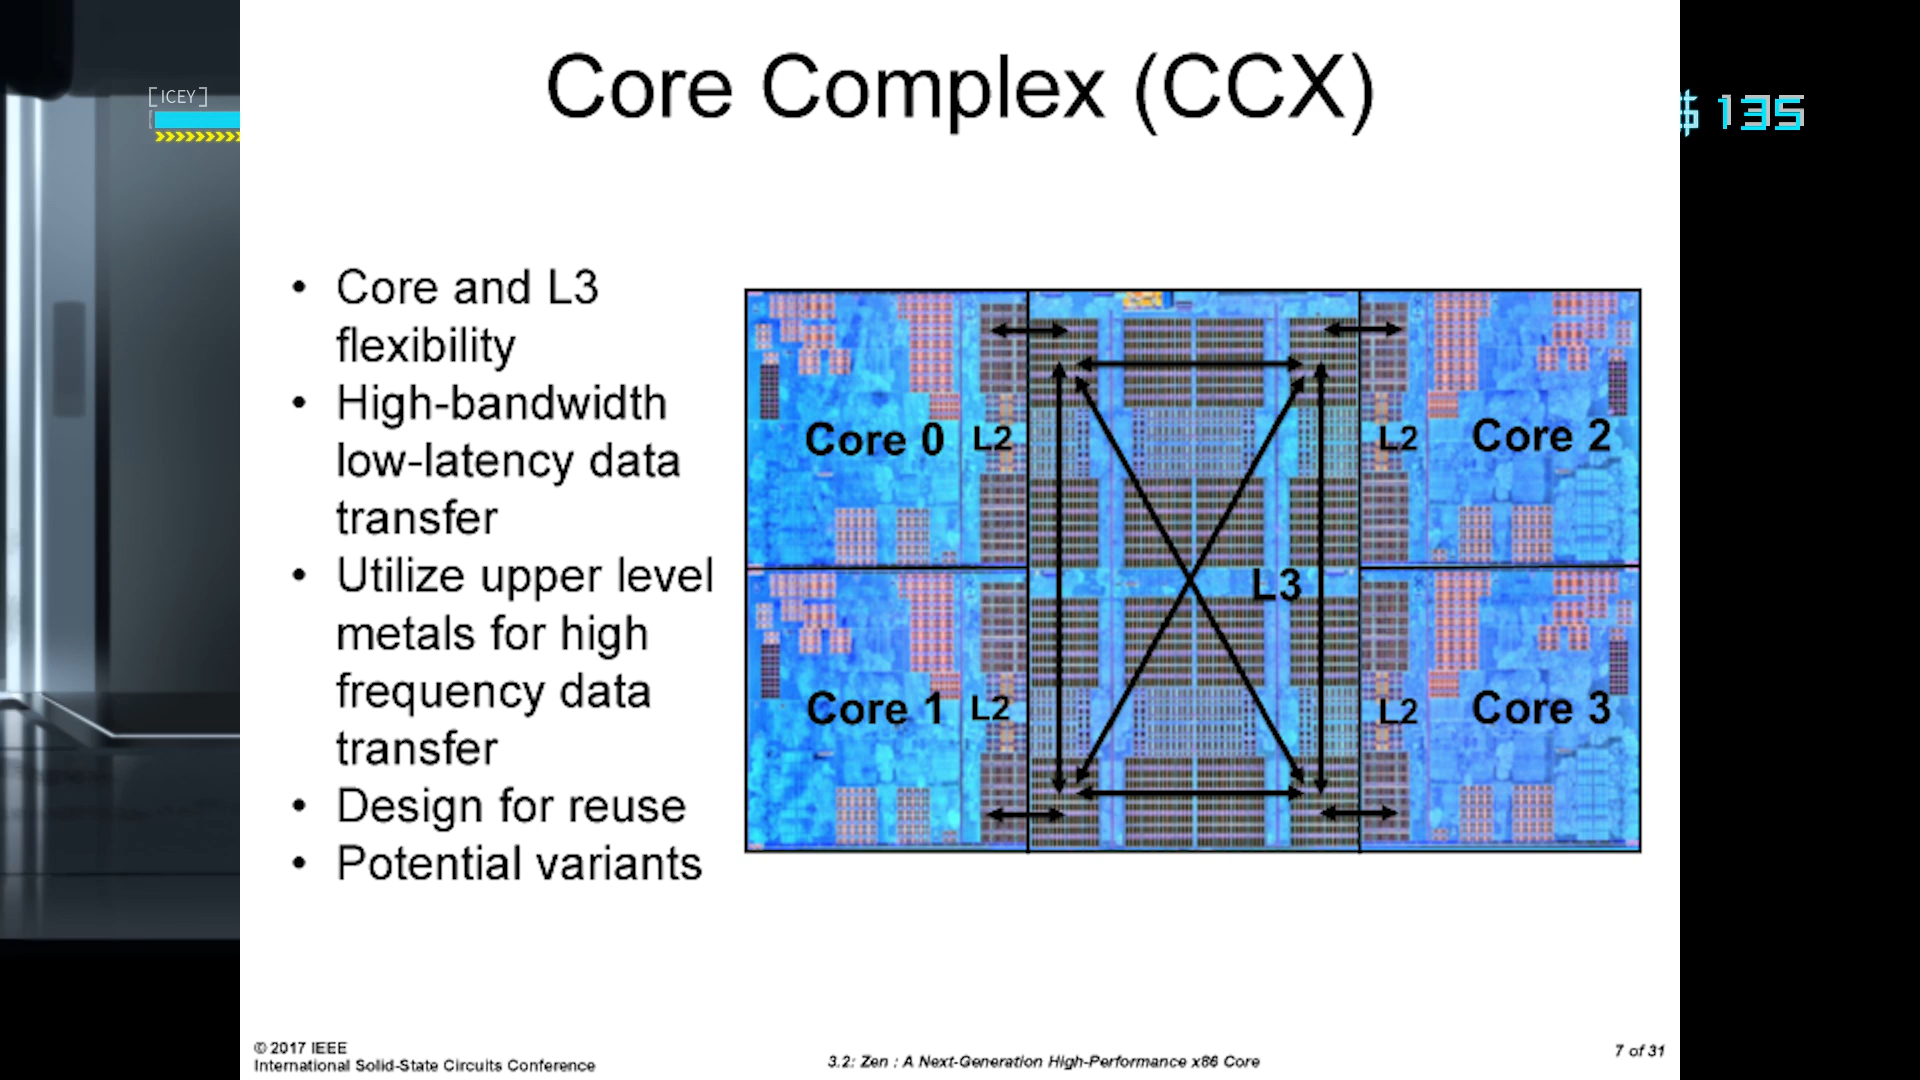 Core Complex (CCX)
[ICEY]
$ 135
• Core and L3
flexibility
• High-bandwidth
low-latency data
transfer
• Utilize upper level
metals for high
frequency data
transfer
• Design for reuse
• Potential variants
Core 0 L2
L2 Core 2
L3
Core 1 L2
L2 Core 3
© 2017 IEEE
International Solid-State Circuits Conference
3.2: Zen : A Next-Generation High-Performance x86 Core
7 of 31